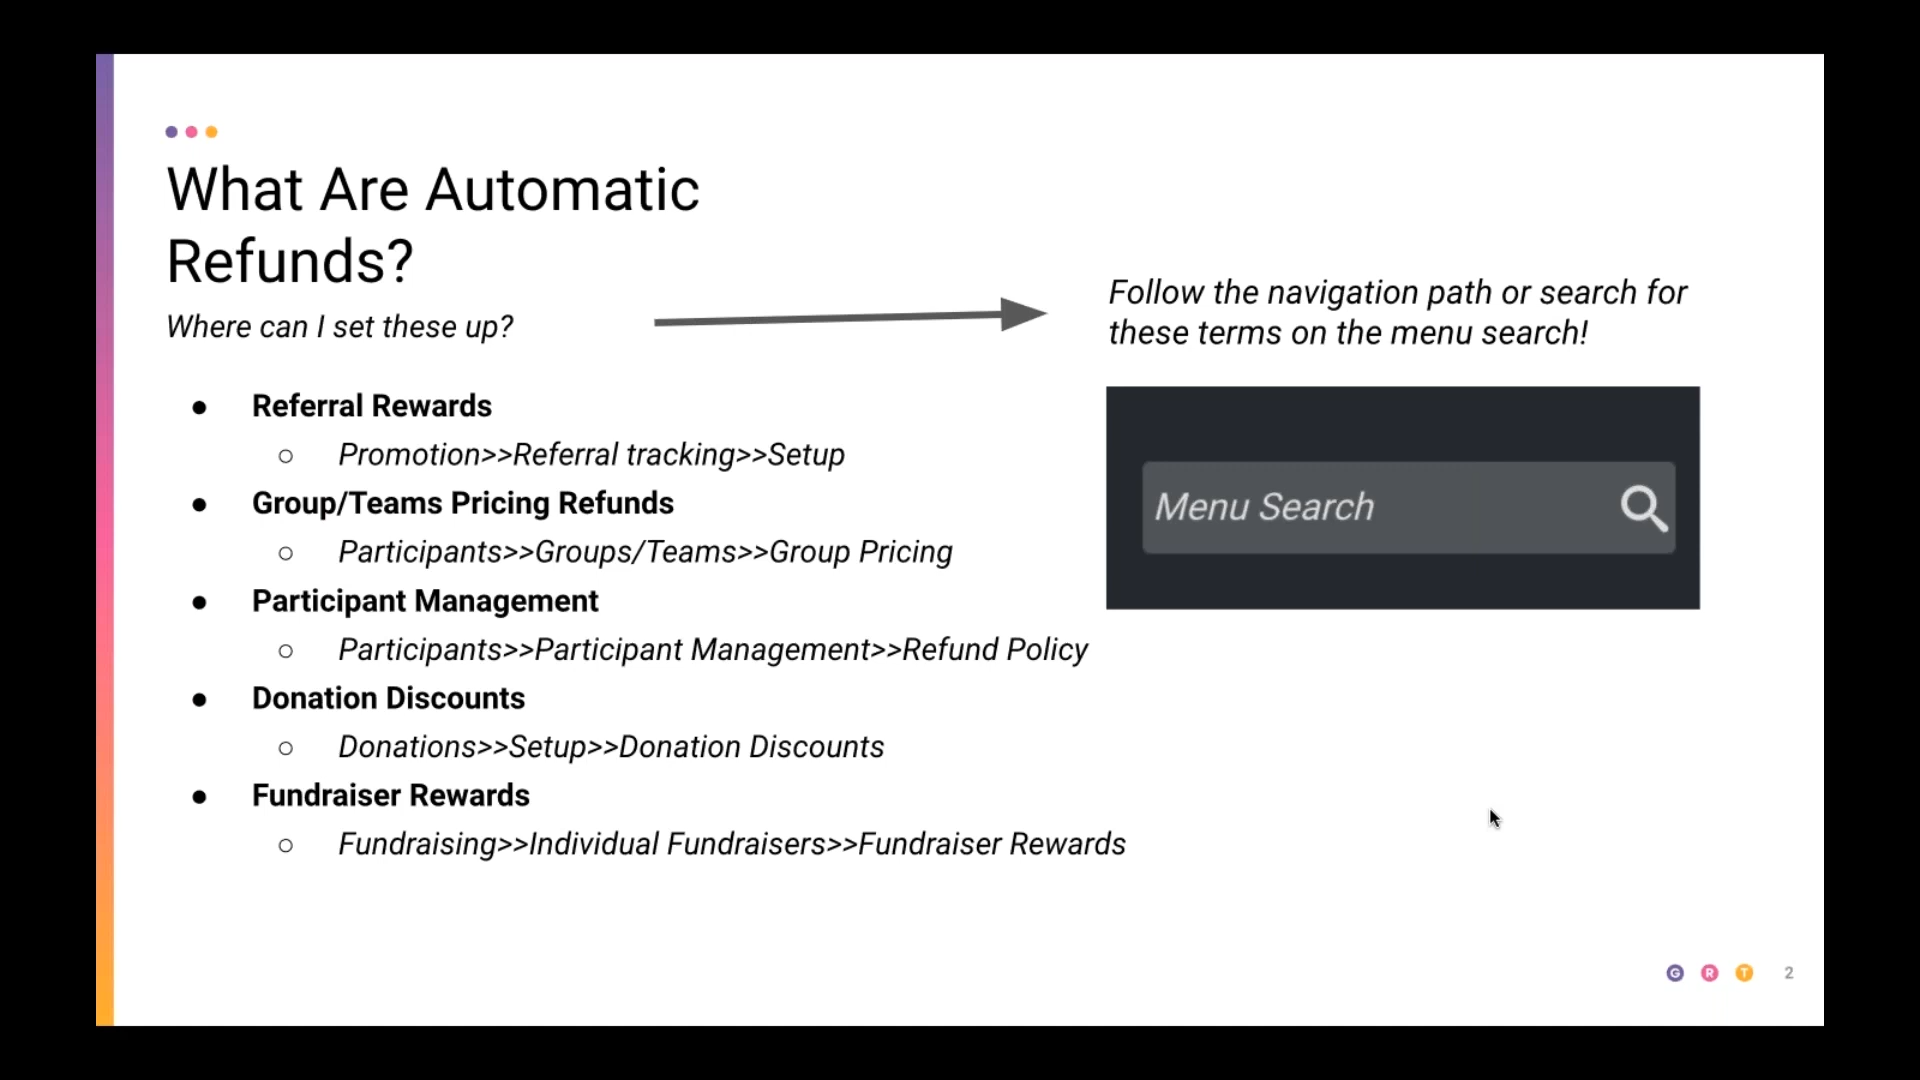 What Are Automatic
Refunds?
Where can I set these up?
● Referral Rewards
○ Promotion>>Referral tracking>>Setup
● Group/Teams Pricing Refunds
○ Participants>>Groups/Teams>>Group Pricing
● Participant Management
○ Participants>>Participant Management>>Refund Policy
● Donation Discounts
○ Donations>>Setup>>Donation Discounts
● Fundraiser Rewards
○ Fundraising>>Individual Fundraisers>>Fundraiser Rewards
Follow the navigation path or search for
these terms on the menu search!
Menu Search
G R T 2